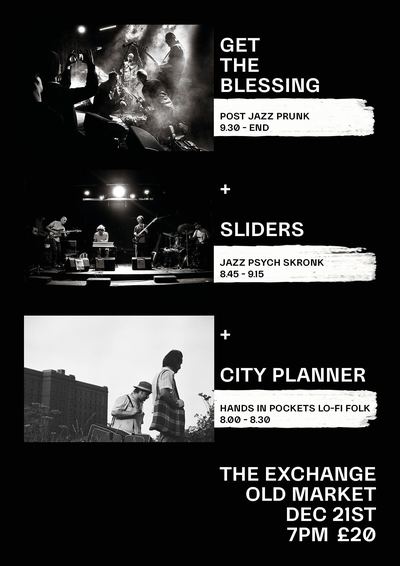 GET
THE
BLESSING
POST JAZZ PRUNK
9.30 - END
+
SLIDERS
JAZZ PSYCH SKRONK
8.45 - 9.15
+
CITY PLANNER
HANDS IN POCKETS LO-FI FOLK
8.00 - 8.30
THE EXCHANGE
OLD MARKET
DEC 21ST
7PM £20